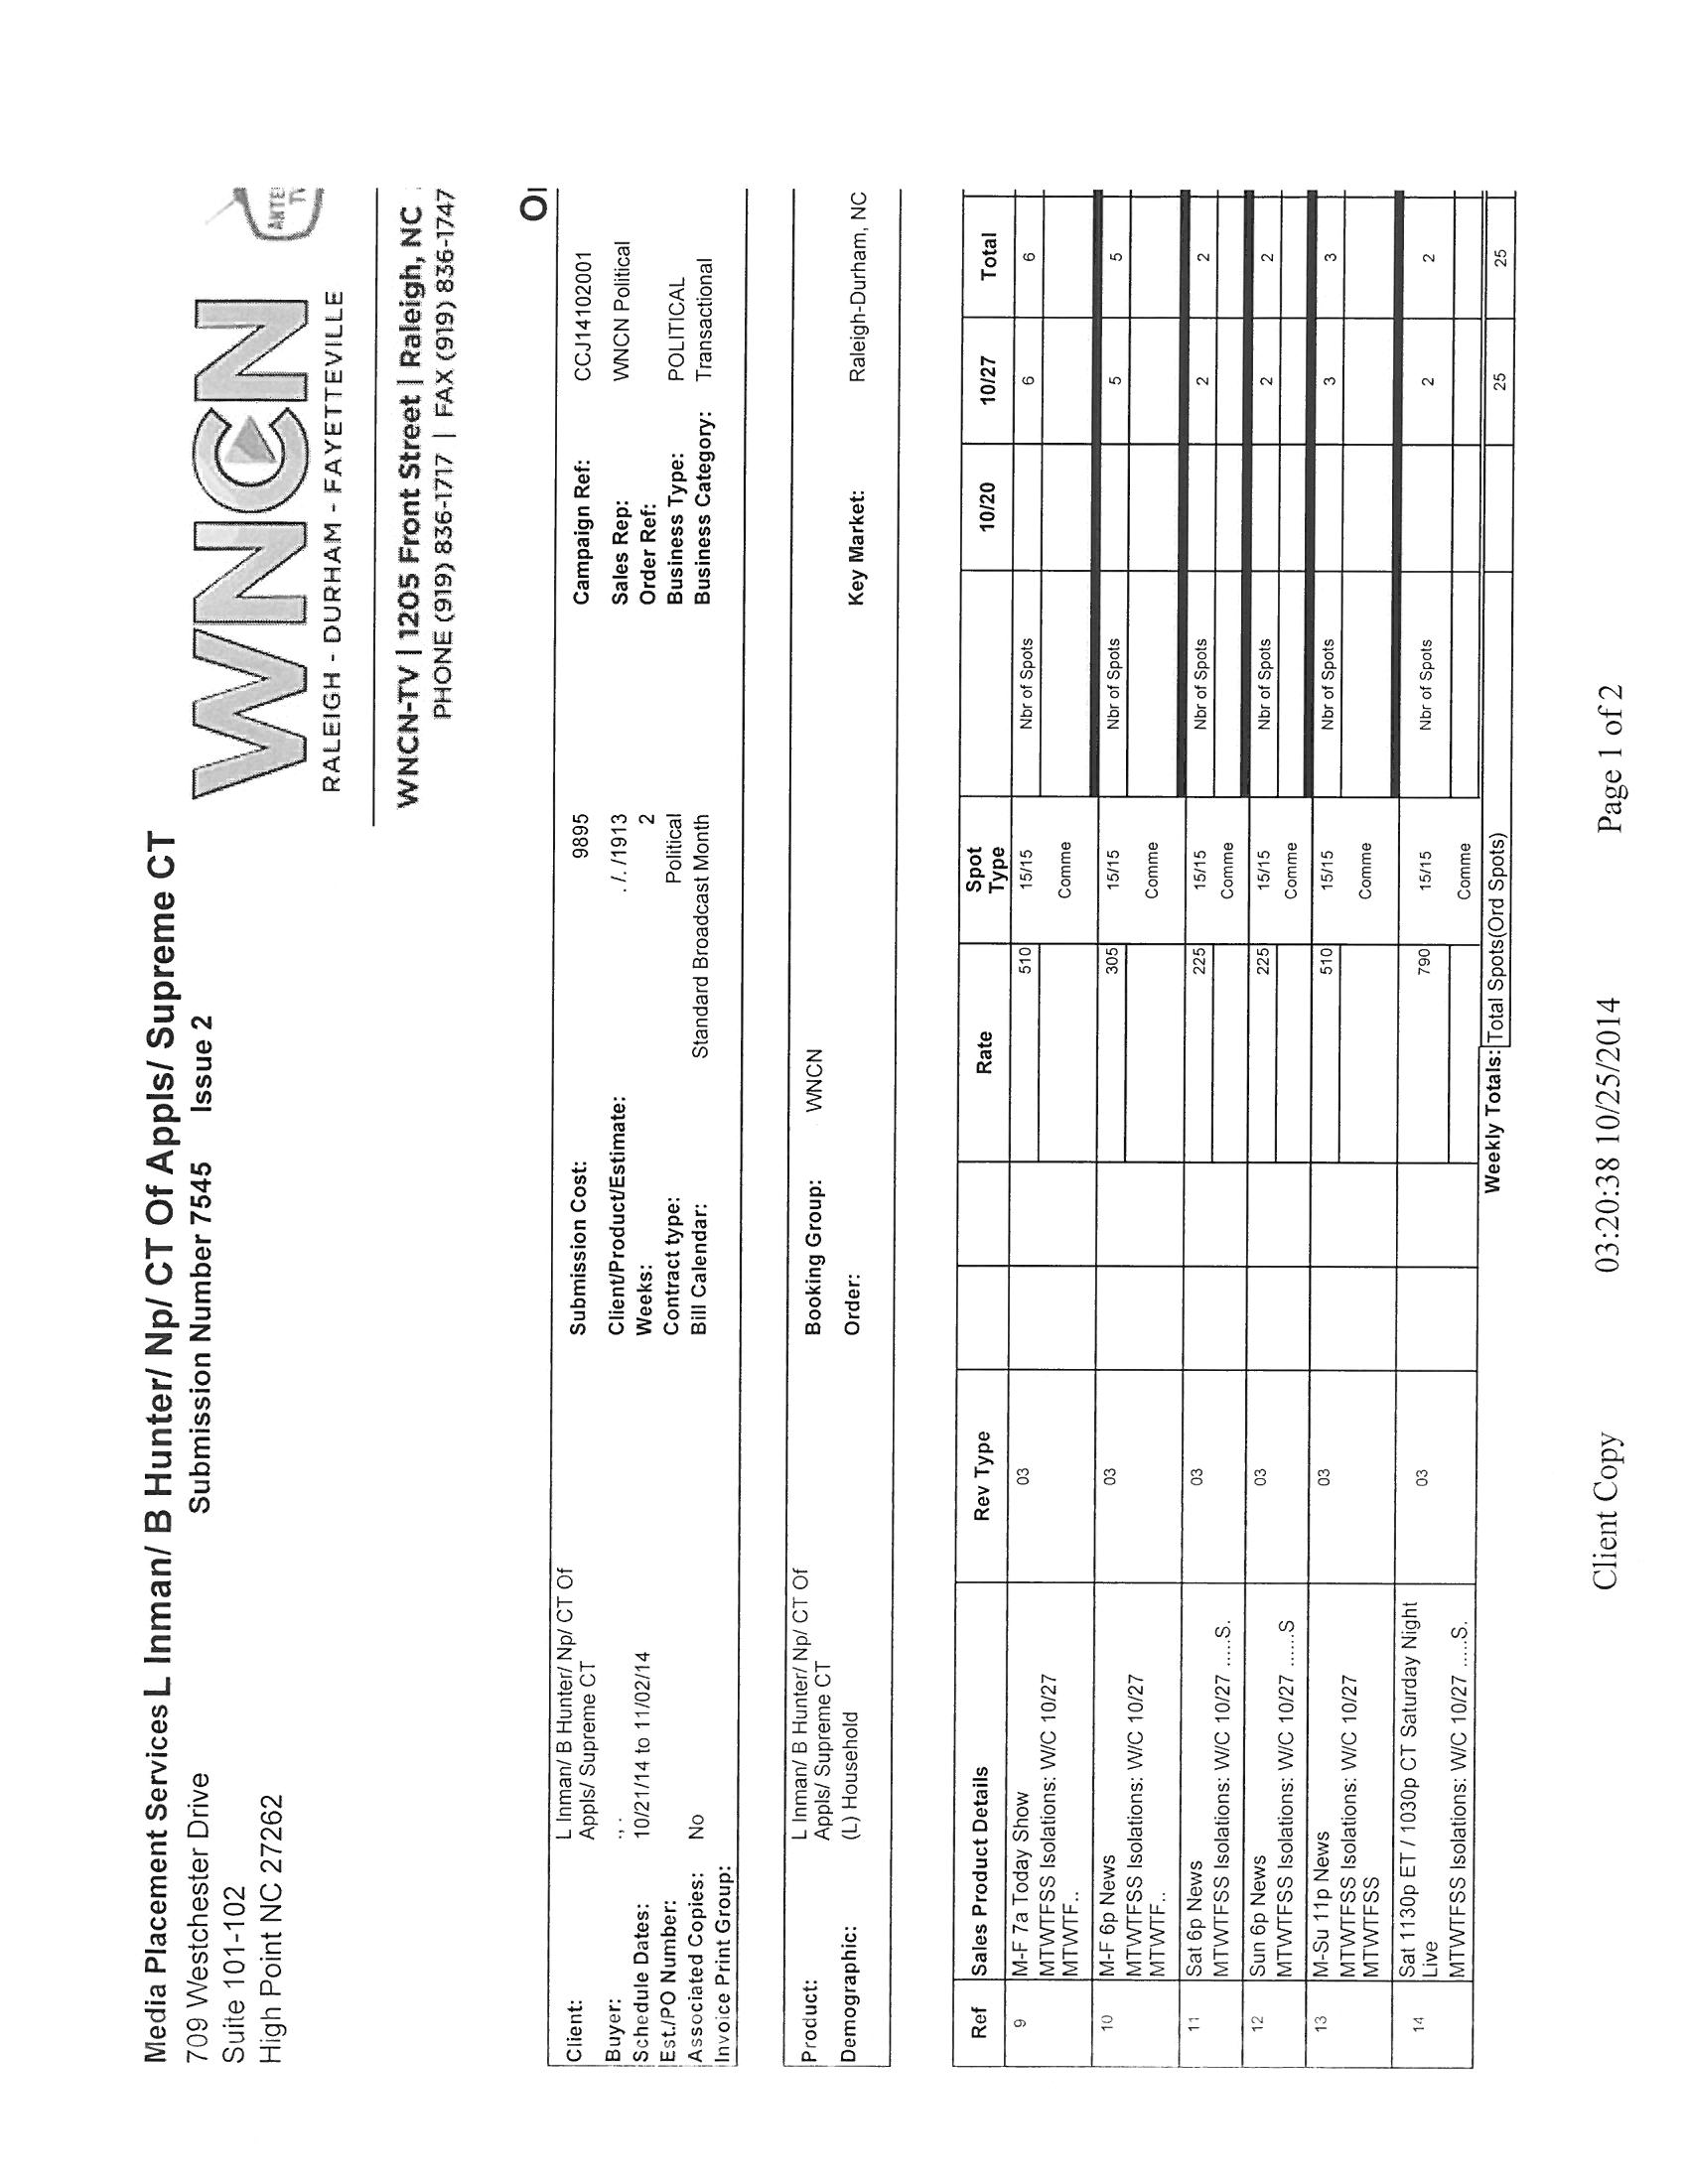 Media Placement Services L Inman/ B Hunter/ Np/ CT Of Appls/ Supreme CT
709 Westchester Drive Submission Number 7545 Issue 2
Suite 101-102
High Point NC 27262
WNCN
RALEIGH - DURHAM - FAYETTEVILLE
WNCN-TV | 1205 Front Street | Raleigh, NC
PHONE (919) 836-1717 | FAX (919) 836-1747
Client: L Inman/ B Hunter/ Np/ CT Of Submission Cost: 9895 Campaign Ref: CCJ14102001
Appls/ Supreme CT
Buyer: ., . Client/Product/Estimate: . /. /1913 Sales Rep: WNCN Political
Schedule Dates: 10/21/14 to 11/02/14 Weeks: 2 Order Ref:
Est./PO Number: Contract type: Political Business Type: POLITICAL
Associated Copies: No Bill Calendar: Standard Broadcast Month Business Category: Transactional
Invoice Print Group:
Product: L Inman/ B Hunter/ Np/ CT Of Booking Group: WNCN
Appls/ Supreme CT
Demographic: (L) Household Order: Key Market: Raleigh-Durham, NC
Ref Sales Product Details Rev Type Rate Spot Type 10/20 10/27 Total
9 M-F 7a Today Show 03 510 15/15 Nbr of Spots 6 6
MTWTFSS Isolations: W/C 10/27
MTWTF.. Comme
10 M-F 6p News 03 305 15/15 Nbr of Spots 5 5
MTWTFSS Isolations: W/C 10/27
MTWTF.. Comme
11 Sat 6p News 03 225 15/15 Nbr of Spots 2 2
MTWTFSS Isolations: W/C 10/27 .....S. Comme
12 Sun 6p News 03 225 15/15 Nbr of Spots 2 2
MTWTFSS Isolations: W/C 10/27 ......S Comme
13 M-Su 11p News 03 510 15/15 Nbr of Spots 3 3
MTWTFSS Isolations: W/C 10/27
MTWTFSS Comme
14 Sat 1130p ET / 1030p CT Saturday Night 03 790 15/15 Nbr of Spots 2 2
Live
MTWTFSS Isolations: W/C 10/27 .....S. Comme
Weekly Totals: Total Spots(Ord Spots) 25 25
Client Copy 03:20:38 10/25/2014 Page 1 of 2